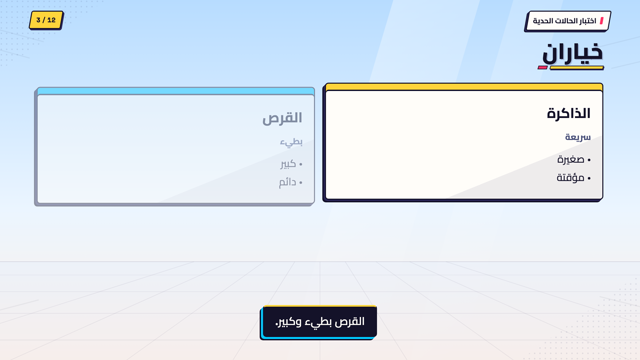 اختبار الحالات الحدية
3 / 12
خياران
الذاكرة
سريعة
• صغيرة
• مؤقتة
القرص
بطيء
• كبير
• دائم
القرص بطيء وكبير.